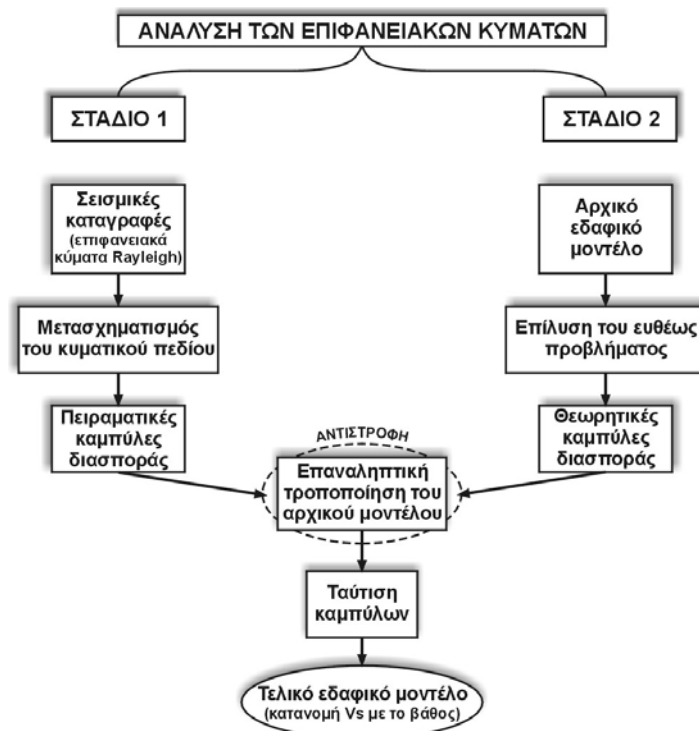 ΑΝΑΛΥΣΗ ΤΩΝ ΕΠΙΦΑΝΕΙΑΚΩΝ ΚΥΜΑΤΩΝ
ΣΤΑΔΙΟ 1
ΣΤΑΔΙΟ 2
Σεισμικές
καταγραφές
(επιφανειακά
κύματα Rayleigh)
Αρχικό
εδαφικό
μοντέλο
Μετασχηματισμός
του κυματικού πεδίου
Επίλυση του ευθέως
προβλήματος
Πειραματικές
καμπύλες
διασποράς
Θεωρητικές
καμπύλες
διασποράς
ΑΝΤΙΣΤΡΟΦΗ
Επαναληπτική
τροποποίηση του
αρχικού μοντέλου
Ταύτιση
καμπύλων
Τελικό εδαφικό μοντέλο
(κατανομή Vs με το βάθος)